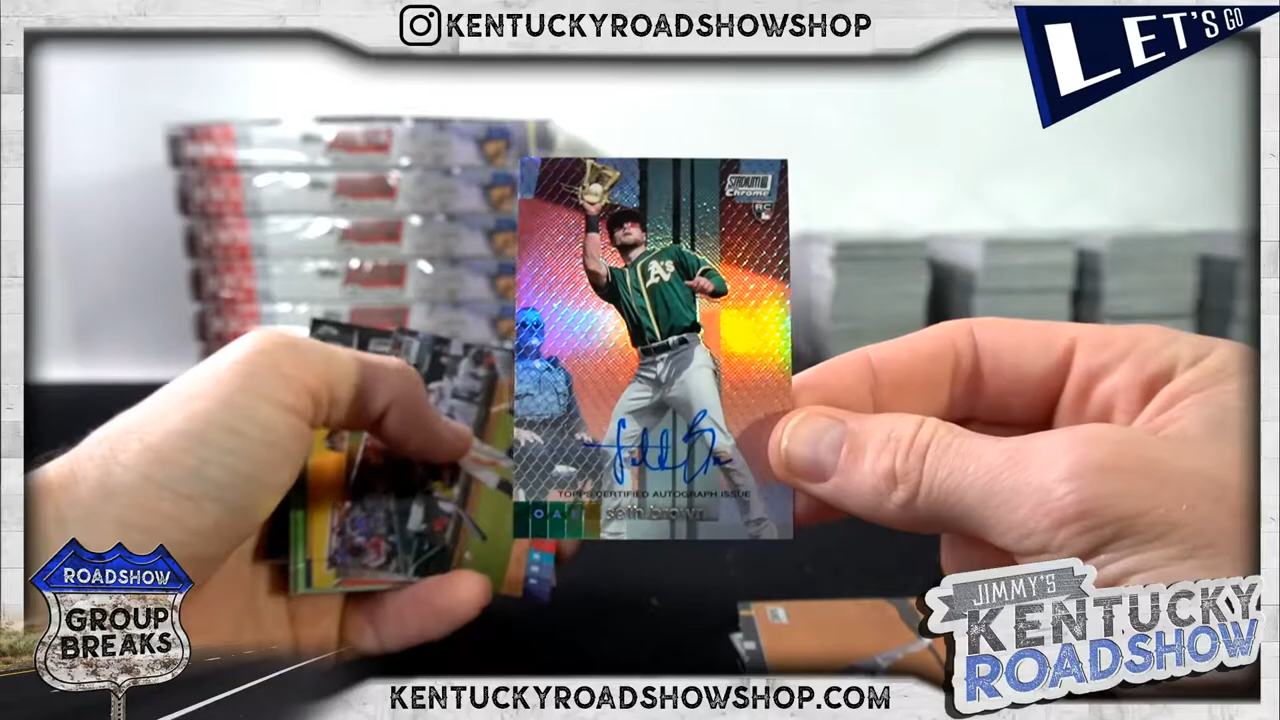 KENTUCKYROADSHOWSHOP
LET'S GO
STADIUM
Chrome
RC
A's
TOPPS CERTIFIED AUTOGRAPH ISSUE
OA
seth brown
ROADSHOW
GROUP
BREAKS
JIMMY'S
KENTUCKY
ROADSHOW
KENTUCKYROADSHOWSHOP.COM